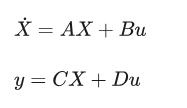 Ẋ = AX + Bu
y = CX + Du